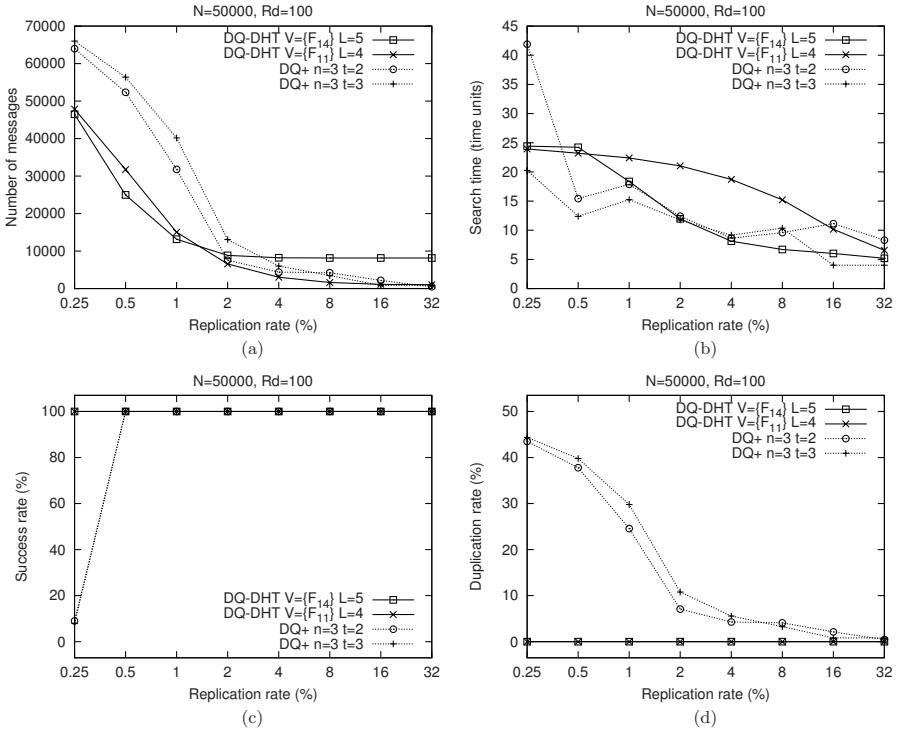 N=50000, Rd=100
DQ-DHT V={F14} L=5
DQ-DHT V={F11} L=4
DQ+ n=3 t=2
DQ+ n=3 t=3
Number of messages
70000
60000
50000
40000
30000
20000
10000
0
0.25 0.5 1 2 4 8 16 32
Replication rate (%)
(a)
N=50000, Rd=100
DQ-DHT V={F14} L=5
DQ-DHT V={F11} L=4
DQ+ n=3 t=2
DQ+ n=3 t=3
Search time (time units)
45
40
35
30
25
20
15
10
5
0
0.25 0.5 1 2 4 8 16 32
Replication rate (%)
(b)
N=50000, Rd=100
Success rate (%)
100
80
60
40
20
0
DQ-DHT V={F14} L=5
DQ-DHT V={F11} L=4
DQ+ n=3 t=2
DQ+ n=3 t=3
0.25 0.5 1 2 4 8 16 32
Replication rate (%)
(c)
N=50000, Rd=100
DQ-DHT V={F14} L=5
DQ-DHT V={F11} L=4
DQ+ n=3 t=2
DQ+ n=3 t=3
Duplication rate (%)
50
40
30
20
10
0
0.25 0.5 1 2 4 8 16 32
Replication rate (%)
(d)